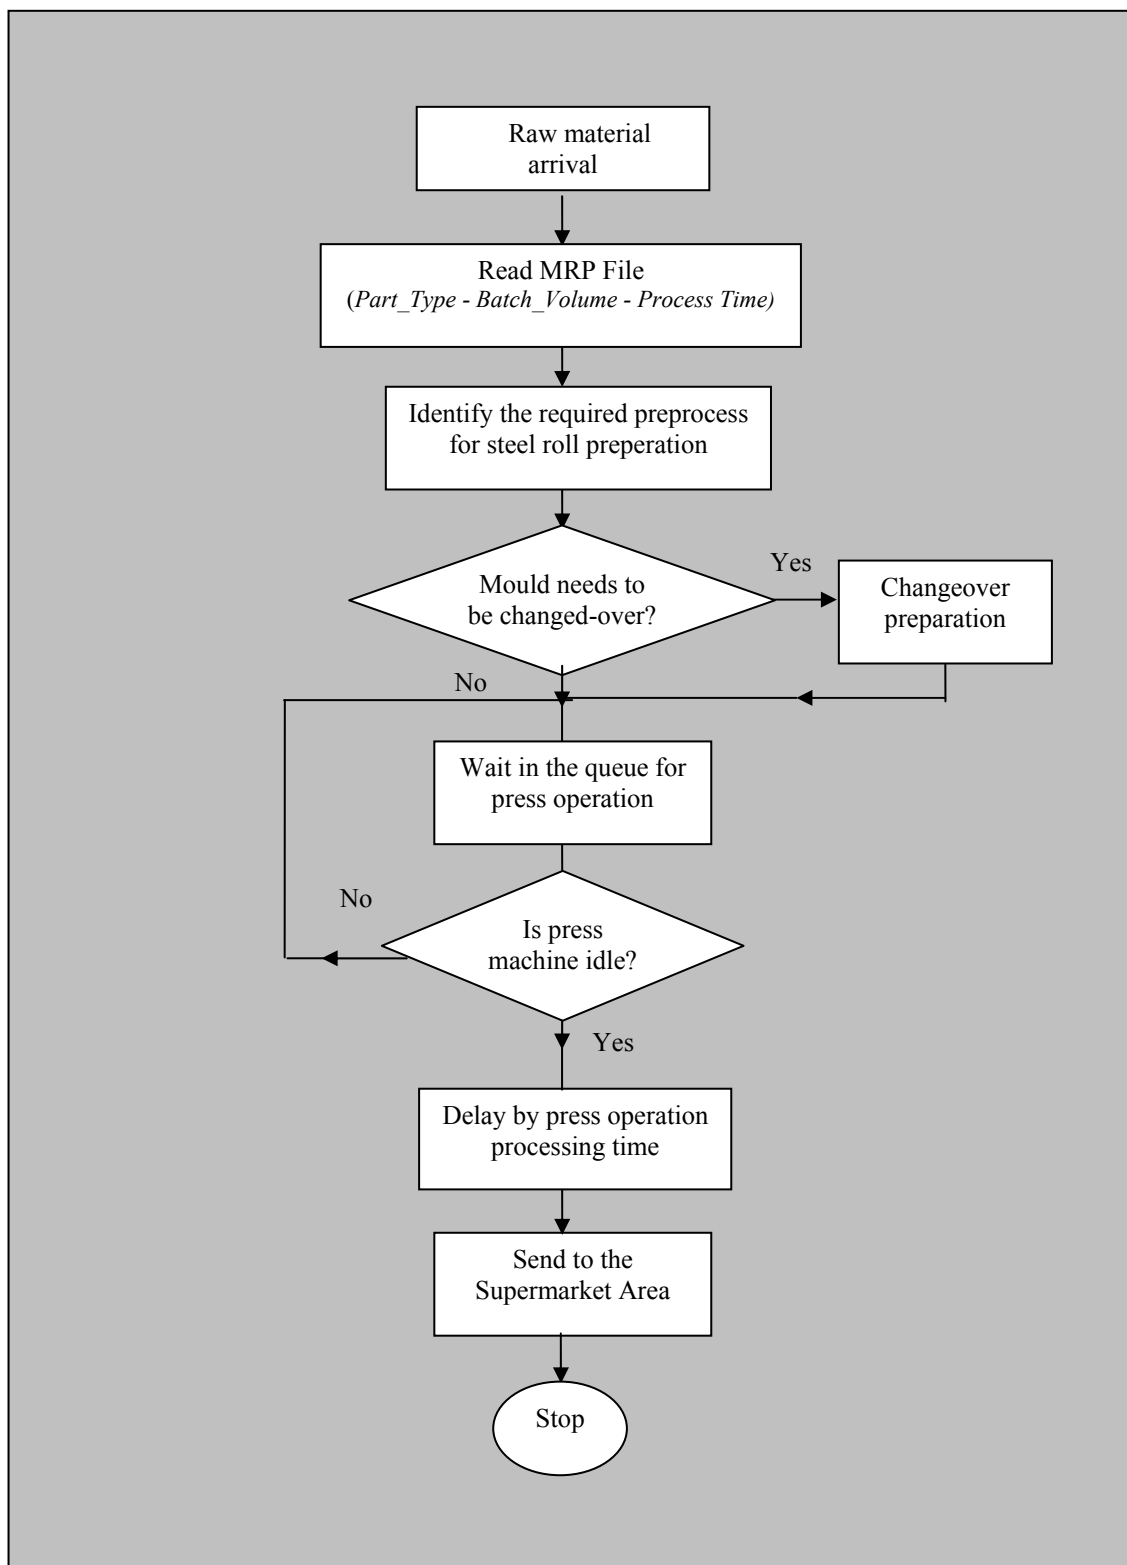 Raw material
arrival
Read MRP File
(Part_Type - Batch_Volume - Process Time)
Identify the required preprocess
for steel roll preperation
Mould needs to
be changed-over?
Yes
Changeover
preparation
No
Wait in the queue for
press operation
No
Is press
machine idle?
Yes
Delay by press operation
processing time
Send to the
Supermarket Area
Stop